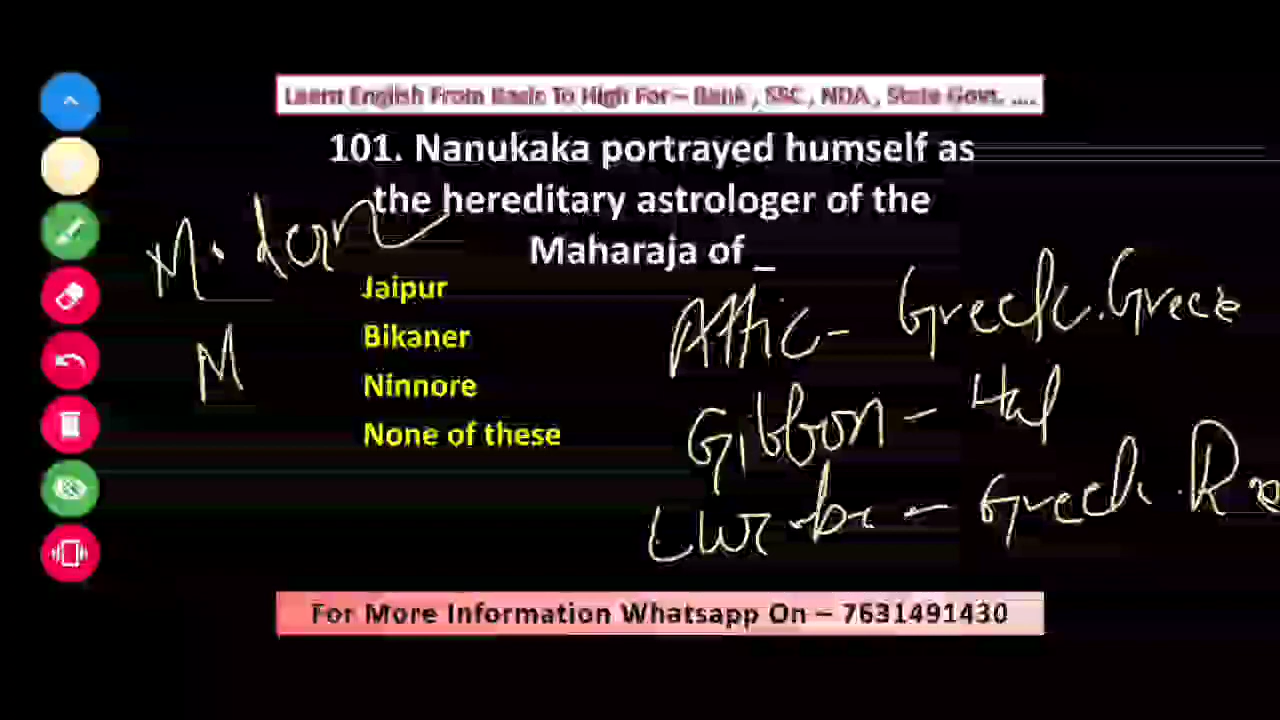 Learn English From Basic To High For – Bank , SSC , NDA , State Govt. ....
101. Nanukaka portrayed humself as
the hereditary astrologer of the
Maharaja of _
Jaipur
Bikaner
Ninnore
None of these
M.
M
Attic – Greek. Greece
Gibbon –
– Greek.
For More Information Whatsapp On – 7631491430